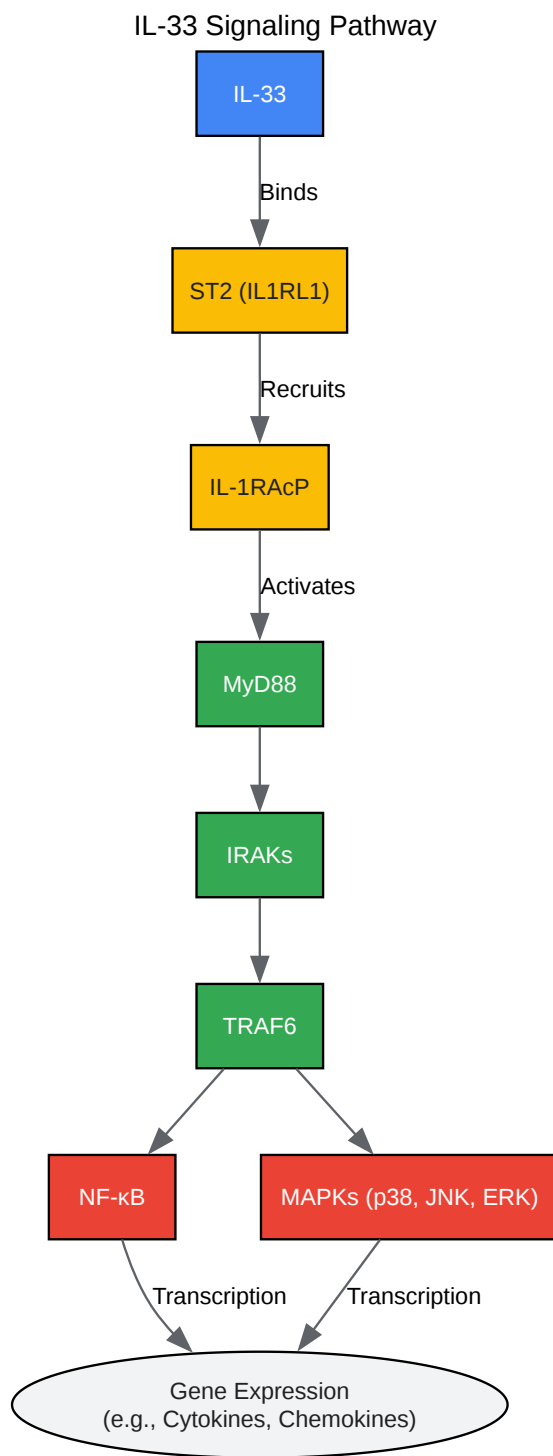 IL-33 Signaling Pathway
IL-33
Binds
ST2 (IL1RL1)
Recruits
IL-1RAcP
Activates
MyD88
IRAKs
TRAF6
NF-κB
MAPKs (p38, JNK, ERK)
Transcription
Transcription
Gene Expression
(e.g., Cytokines, Chemokines)